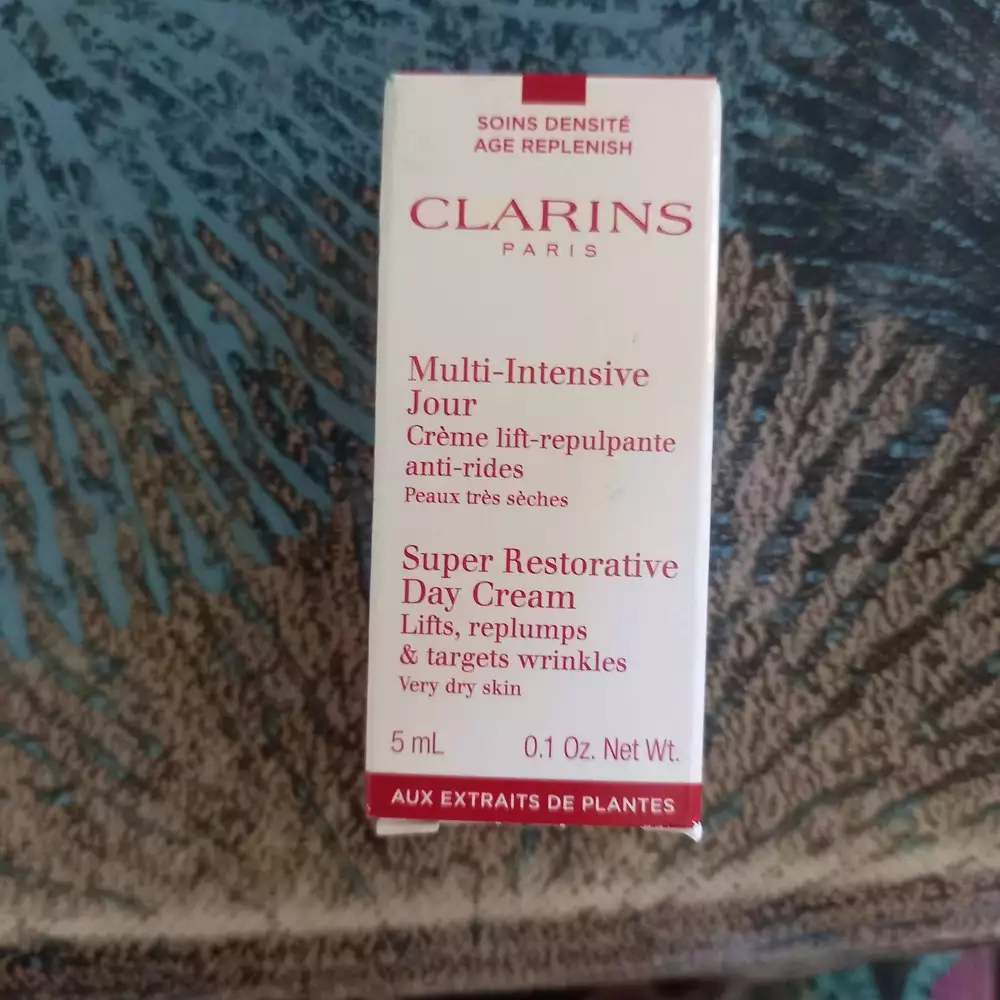 SOINS DENSITÉ
AGE REPLENISH
CLARINS
PARIS
Multi-Intensive
Jour
Crème lift-repulpante
anti-rides
Peaux très sèches
Super Restorative
Day Cream
Lifts, replumps
& targets wrinkles
Very dry skin
5 mL 0.1 Oz. Net Wt.
AUX EXTRAITS DE PLANTES